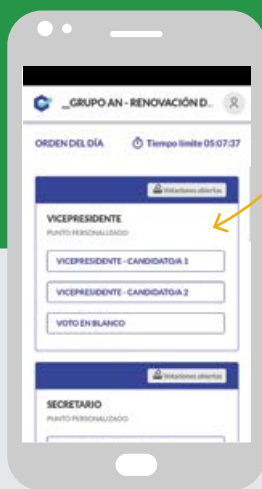 _GRUPO AN - RENOVACIÓN D..
ORDEN DEL DÍA
Tiempo límite 05:07:37
Votaciones abiertas
VICEPRESIDENTE
PUNTO PERSONALIZADO
VICEPRESIDENTE - CANDIDATO/A 1
VICEPRESIDENTE - CANDIDATO/A 2
VOTO EN BLANCO
Votaciones abiertas
SECRETARIO
PUNTO PERSONALIZADO